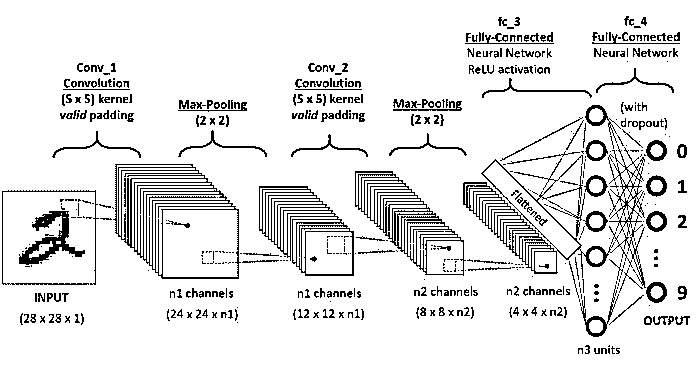 fc_3
Fully-Connected
Neural Network
ReLU activation
fc_4
Fully-Connected
Neural Network
Conv_1
Convolution
(5 x 5) kernel
valid padding
Max-Pooling
(2 x 2)
Conv_2
Convolution
(5 x 5) kernel
valid padding
Max-Pooling
(2 x 2)
(with
dropout)
Flattened
0
1
2
9
INPUT
(28 x 28 x 1)
n1 channels
(24 x 24 x n1)
n1 channels
(12 x 12 x n1)
n2 channels
(8 x 8 x n2)
n2 channels
(4 x 4 x n2)
n3 units
OUTPUT